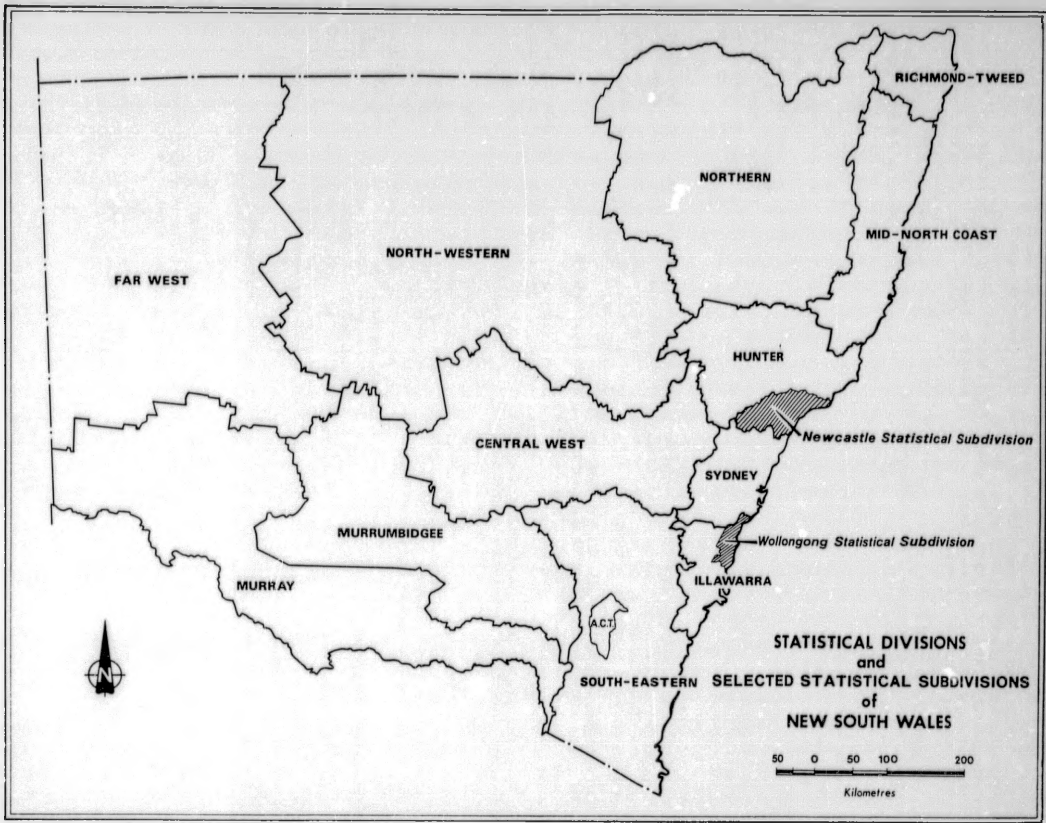 RICHMOND-TWEED
NORTHERN
MID-NORTH COAST
NORTH-WESTERN
FAR WEST
HUNTER
Newcastle Statistical Subdivision
CENTRAL WEST
SYDNEY
MURRUMBIDGEE
Wollongong Statistical Subdivision
MURRAY
ILLAWARRA
A.C.T.
SOUTH-EASTERN
N
STATISTICAL DIVISIONS
and
SELECTED STATISTICAL SUBDIVISIONS
of
NEW SOUTH WALES
50 0 50 100 200
Kilometres